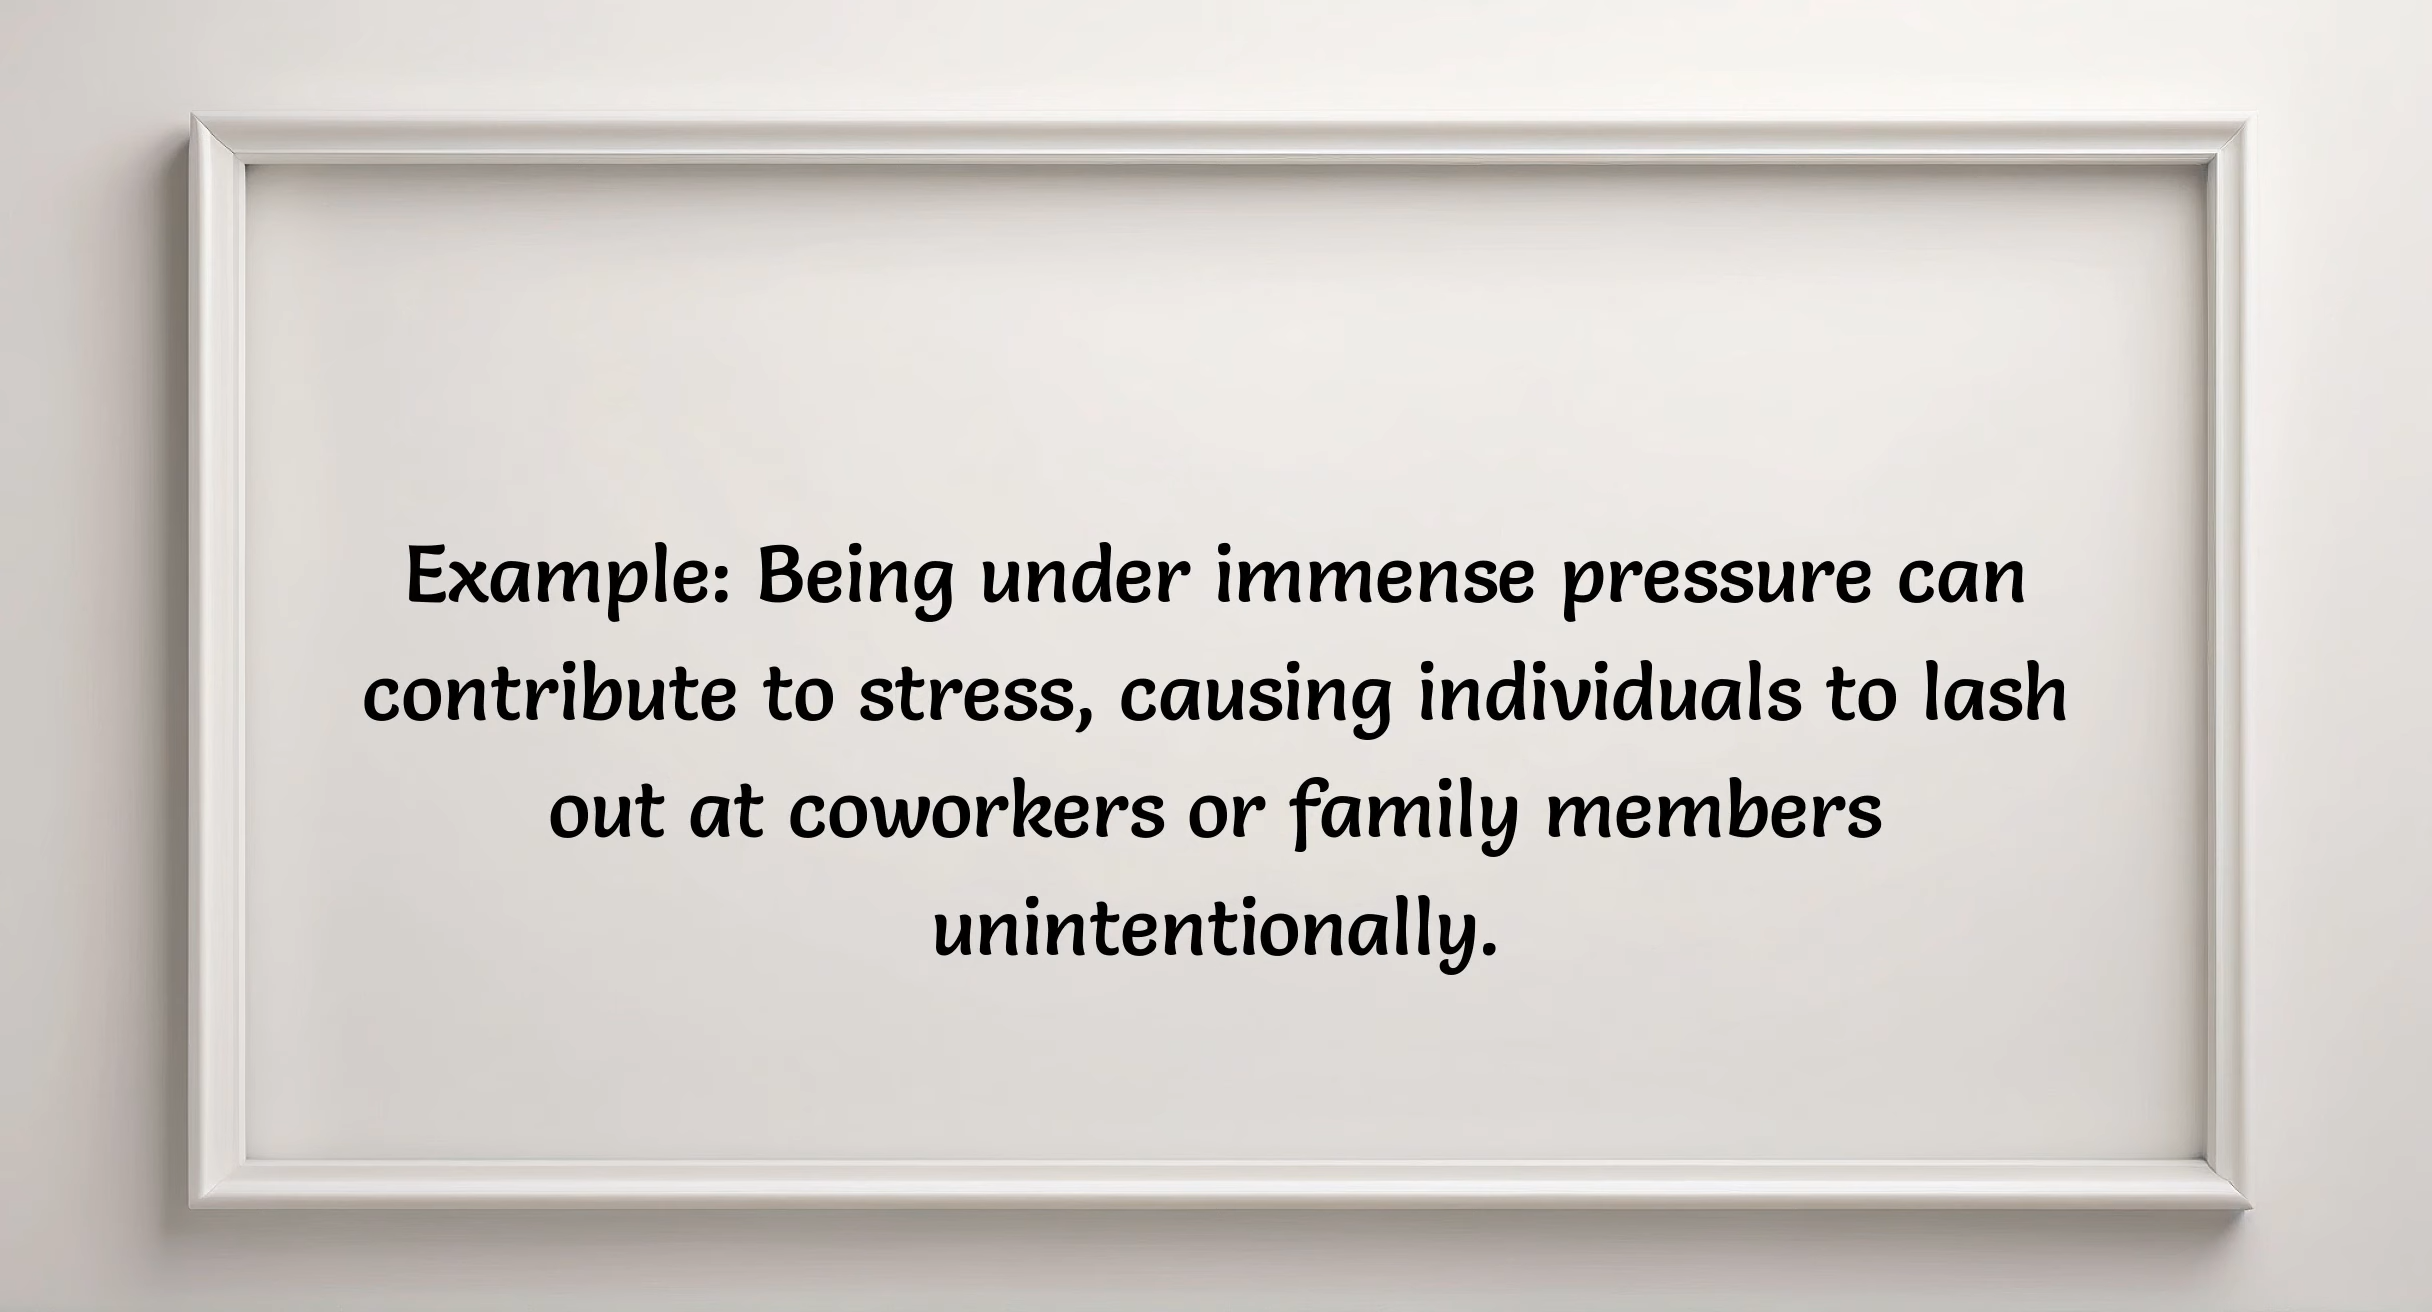 Example: Being under immense pressure can
contribute to stress, causing individuals to lash
out at coworkers or family members
unintentionally.